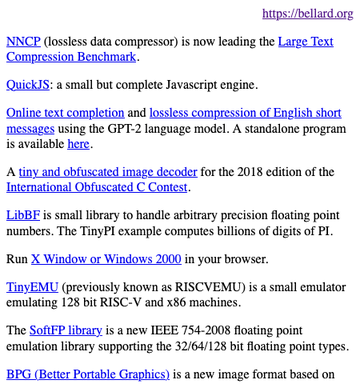 https://bellard.org
NNCP (lossless data compressor) is now leading the Large Text
Compression Benchmark.
QuickJS: a small but complete Javascript engine.
Online text completion and lossless compression of English short
messages using the GPT-2 language model. A standalone program
is available here.
A tiny and obfuscated image decoder for the 2018 edition of the
International Obfuscated C Contest.
LibBF is small library to handle arbitrary precision floating point
numbers. The TinyPI example computes billions of digits of PI.
Run X Window or Windows 2000 in your browser.
TinyEMU (previously known as RISCVEMU) is a small emulator
emulating 128 bit RISC-V and x86 machines.
The SoftFP library is a new IEEE 754-2008 floating point
emulation library supporting the 32/64/128 bit floating point types.
BPG (Better Portable Graphics) is a new image format based on